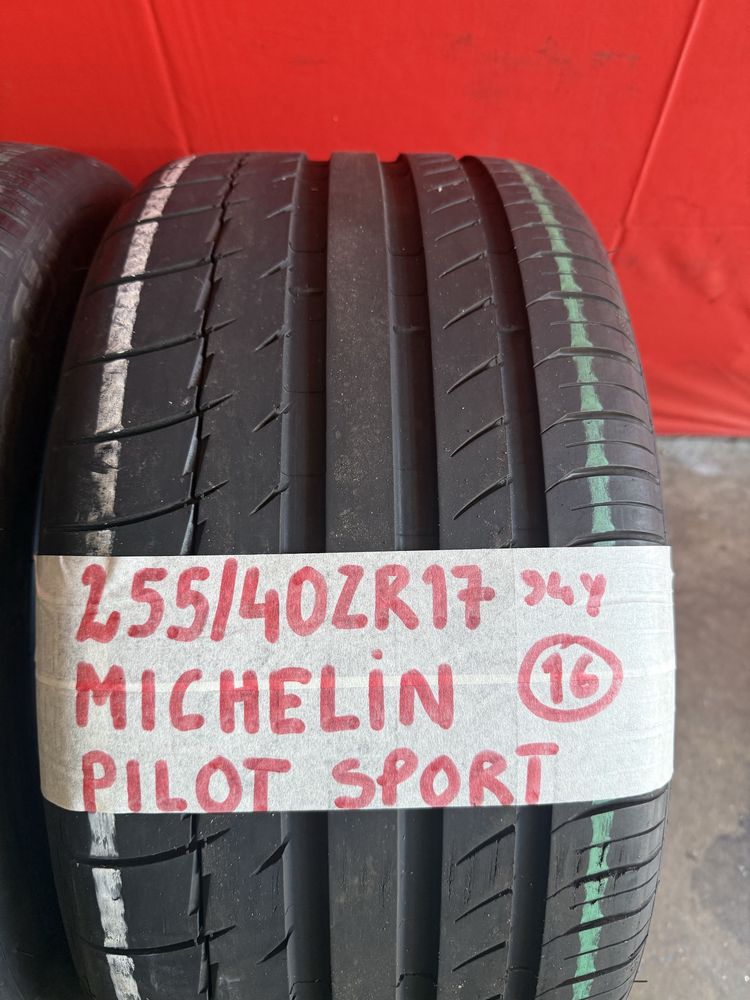 255/40ZR17 94Y
MICHELIN 16
PILOT SPORT